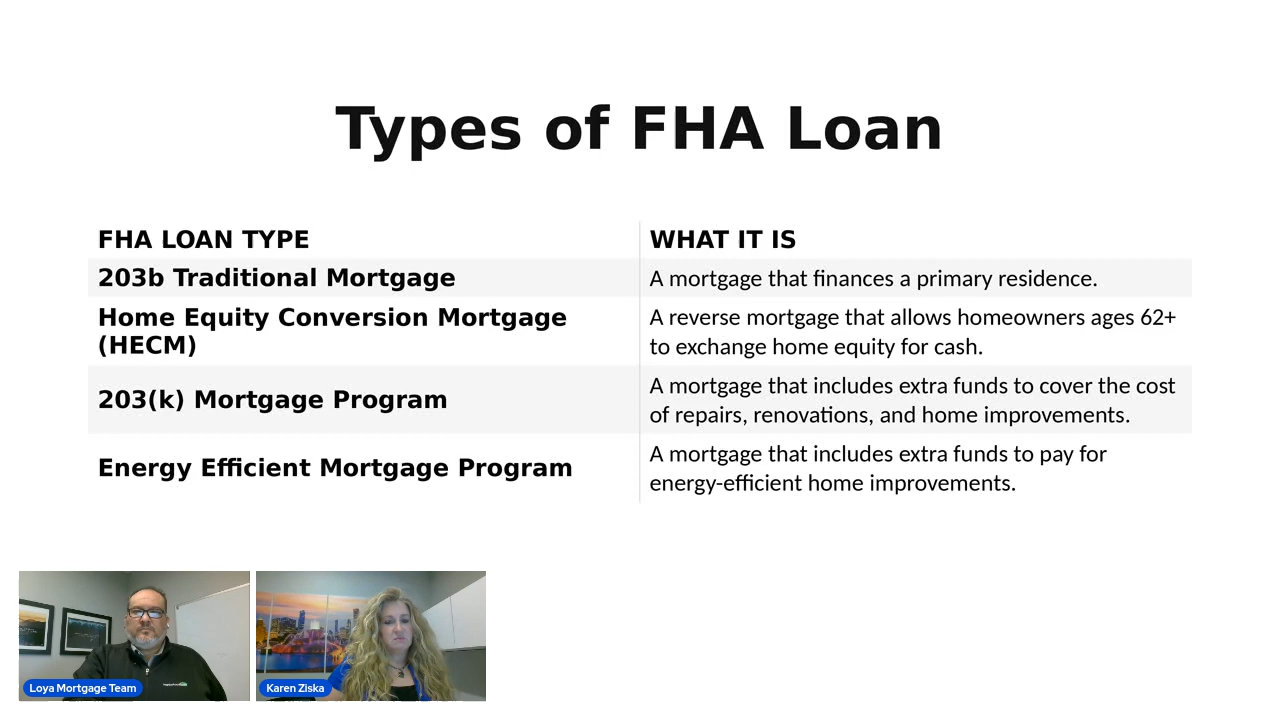 Types of FHA Loan
FHA LOAN TYPE
WHAT IT IS
203b Traditional Mortgage
A mortgage that finances a primary residence.
Home Equity Conversion Mortgage
(HECM)
A reverse mortgage that allows homeowners ages 62+
to exchange home equity for cash.
203(k) Mortgage Program
A mortgage that includes extra funds to cover the cost
of repairs, renovations, and home improvements.
Energy Efficient Mortgage Program
A mortgage that includes extra funds to pay for
energy-efficient home improvements.
Loya Mortgage Team
Karen Ziska